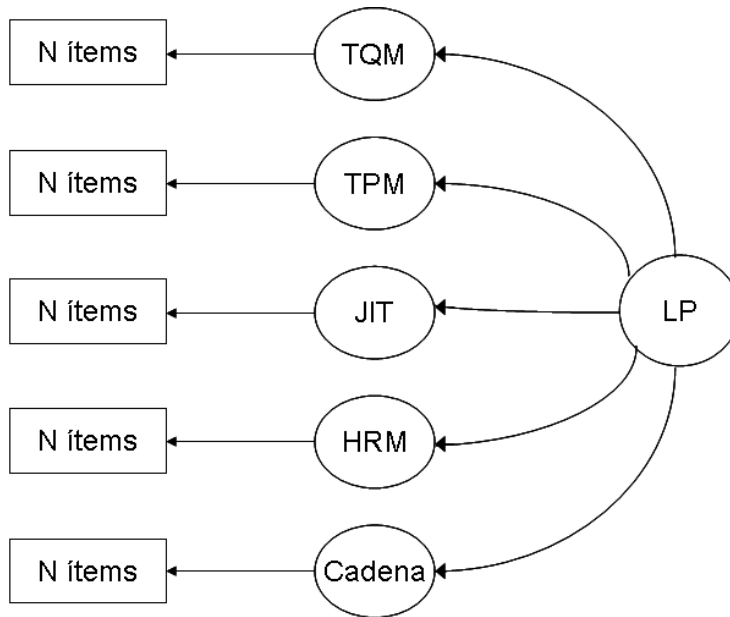 N ítems
TQM
N ítems
TPM
N ítems
JIT
LP
N ítems
HRM
N ítems
Cadena